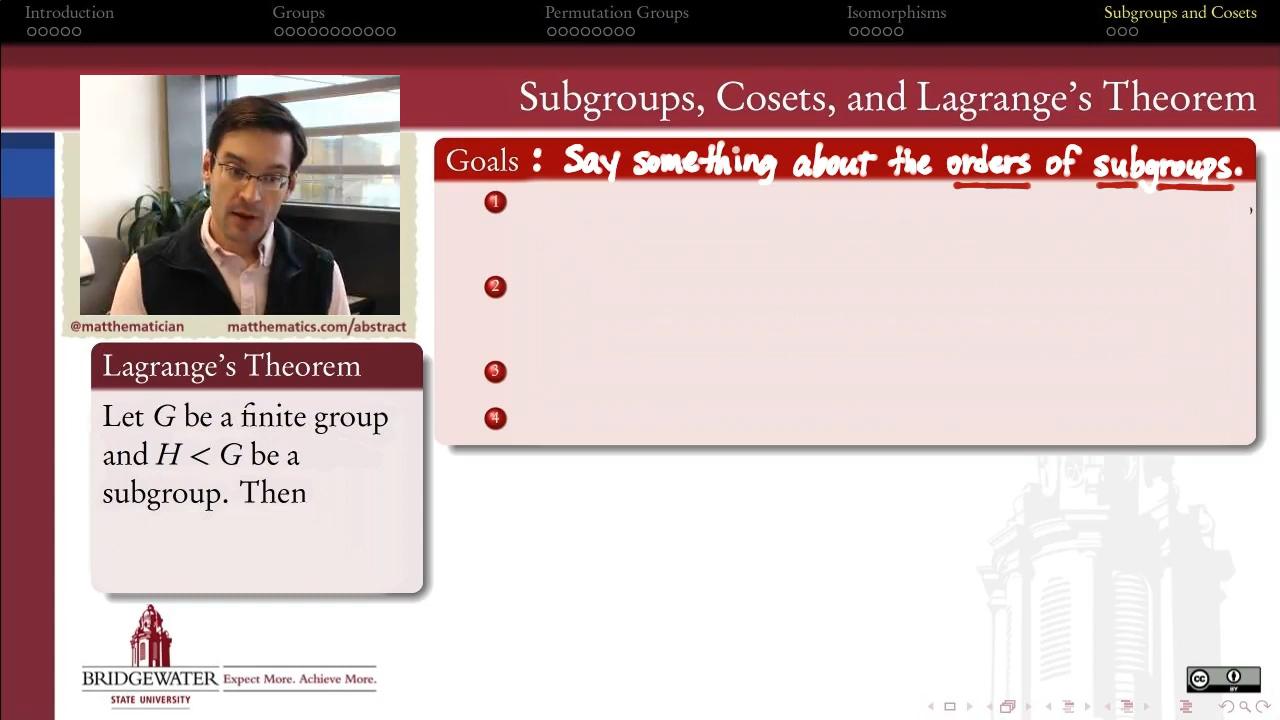 Introduction Groups Permutation Groups Isomorphisms Subgroups and Cosets
Subgroups, Cosets, and Lagrange's Theorem
Goals : Say something about the orders of subgroups.
1
2
3
4
@matthematician matthematics.com/abstract
Lagrange's Theorem
Let G be a finite group
and H < G be a
subgroup. Then
BRIDGEWATER
STATE UNIVERSITY
Expect More. Achieve More.
cc
BY